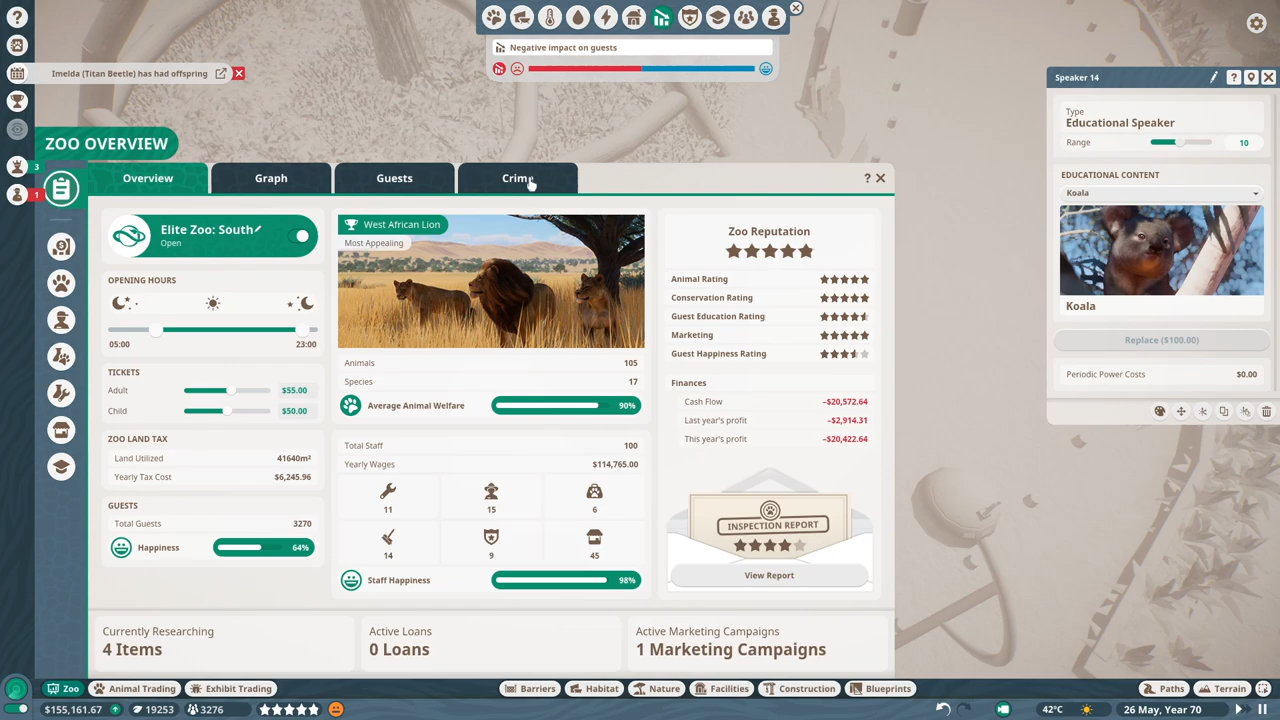 Negative impact on guests
Imelda (Titan Beetle) has had offspring
3
1
ZOO OVERVIEW
Overview
Graph
Guests
Crime
?
Elite Zoo: South
Open
OPENING HOURS
05:00
23:00
TICKETS
Adult
$55.00
Child
$50.00
ZOO LAND TAX
Land Utilized
41640m²
Yearly Tax Cost
$6,245.96
GUESTS
Total Guests
3270
Happiness
64%
West African Lion
Most Appealing
Animals
105
Species
17
Average Animal Welfare
90%
Total Staff
100
Yearly Wages
$114,765.00
11
15
6
14
9
45
Staff Happiness
98%
Zoo Reputation
Animal Rating
Conservation Rating
Guest Education Rating
Marketing
Guest Happiness Rating
Finances
Cash Flow
–$20,572.64
Last year's profit
–$2,914.31
This year's profit
–$20,422.64
INSPECTION REPORT
View Report
Currently Researching
4 Items
Active Loans
0 Loans
Active Marketing Campaigns
1 Marketing Campaigns
Speaker 14
?
Type
Educational Speaker
Range
10
EDUCATIONAL CONTENT
Koala
Koala
Replace ($100.00)
Periodic Power Costs
$0.00
Zoo
Animal Trading
Exhibit Trading
Barriers
Habitat
Nature
Facilities
Construction
Blueprints
Paths
Terrain
$155,161.67
19253
3276
42°C
26 May, Year 70